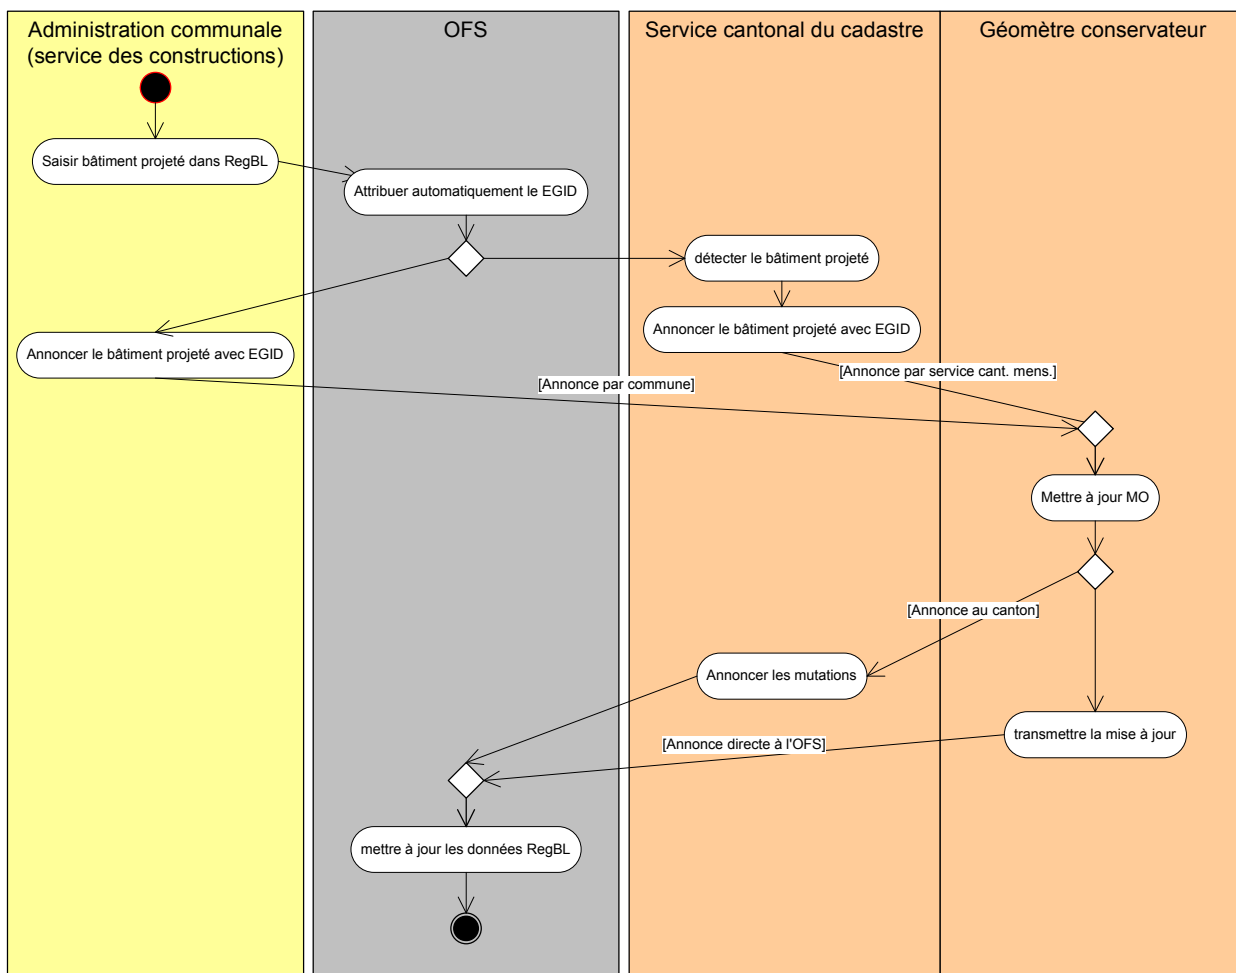 Administration communale
(service des constructions)
OFS
Service cantonal du cadastre
Géomètre conservateur
Saisir bâtiment projeté dans RegBL
Attribuer automatiquement le EGID
détecter le bâtiment projeté
Annoncer le bâtiment projeté avec EGID
Annoncer le bâtiment projeté avec EGID
[Annonce par service cant. mens.]
[Annonce par commune]
Mettre à jour MO
[Annonce au canton]
Annoncer les mutations
transmettre la mise à jour
[Annonce directe à l'OFS]
mettre à jour les données RegBL